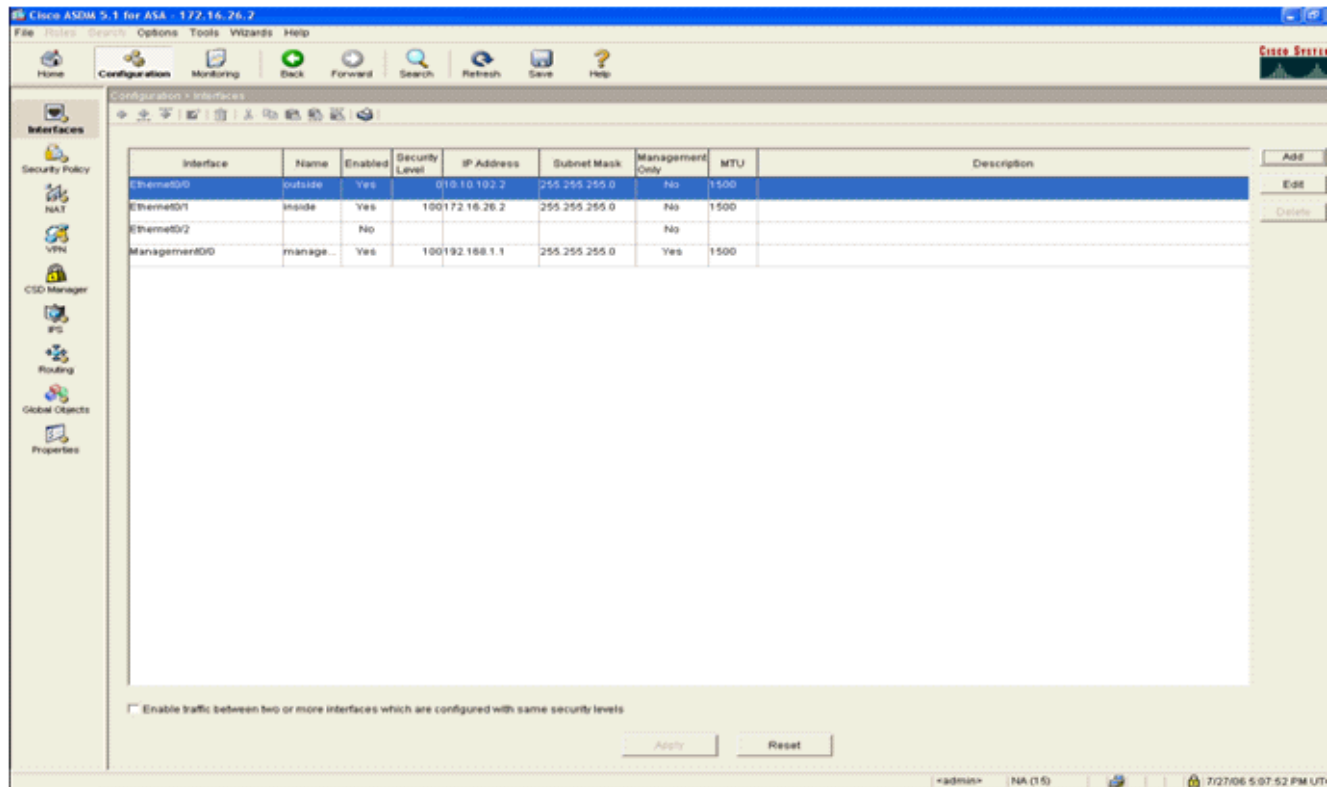 Cisco ASDM 5.1 for ASA - 172.16.26.2
File Rules Search Options Tools Wizards Help
Home Configuration Monitoring Back Forward Search Refresh Save Help
CISCO SYSTE
Configuration > Interfaces
Interfaces
Security Policy
NAT
VPN
CSD Manager
IPS
Routing
Global Objects
Properties
Interface Name Enabled Security Level IP Address Subnet Mask Management Only MTU Description
Ethernet0/0 outside Yes 0 10.10.102.2 255.255.255.0 No 1500
Ethernet0/1 inside Yes 100 172.16.26.2 255.255.255.0 No 1500
Ethernet0/2 No No
Management0/0 manage... Yes 100 192.168.1.1 255.255.255.0 Yes 1500
Add
Edit
Delete
Enable traffic between two or more interfaces which are configured with same security levels
Apply Reset
<admin> NA (15) 7/27/06 5:07:52 PM UT